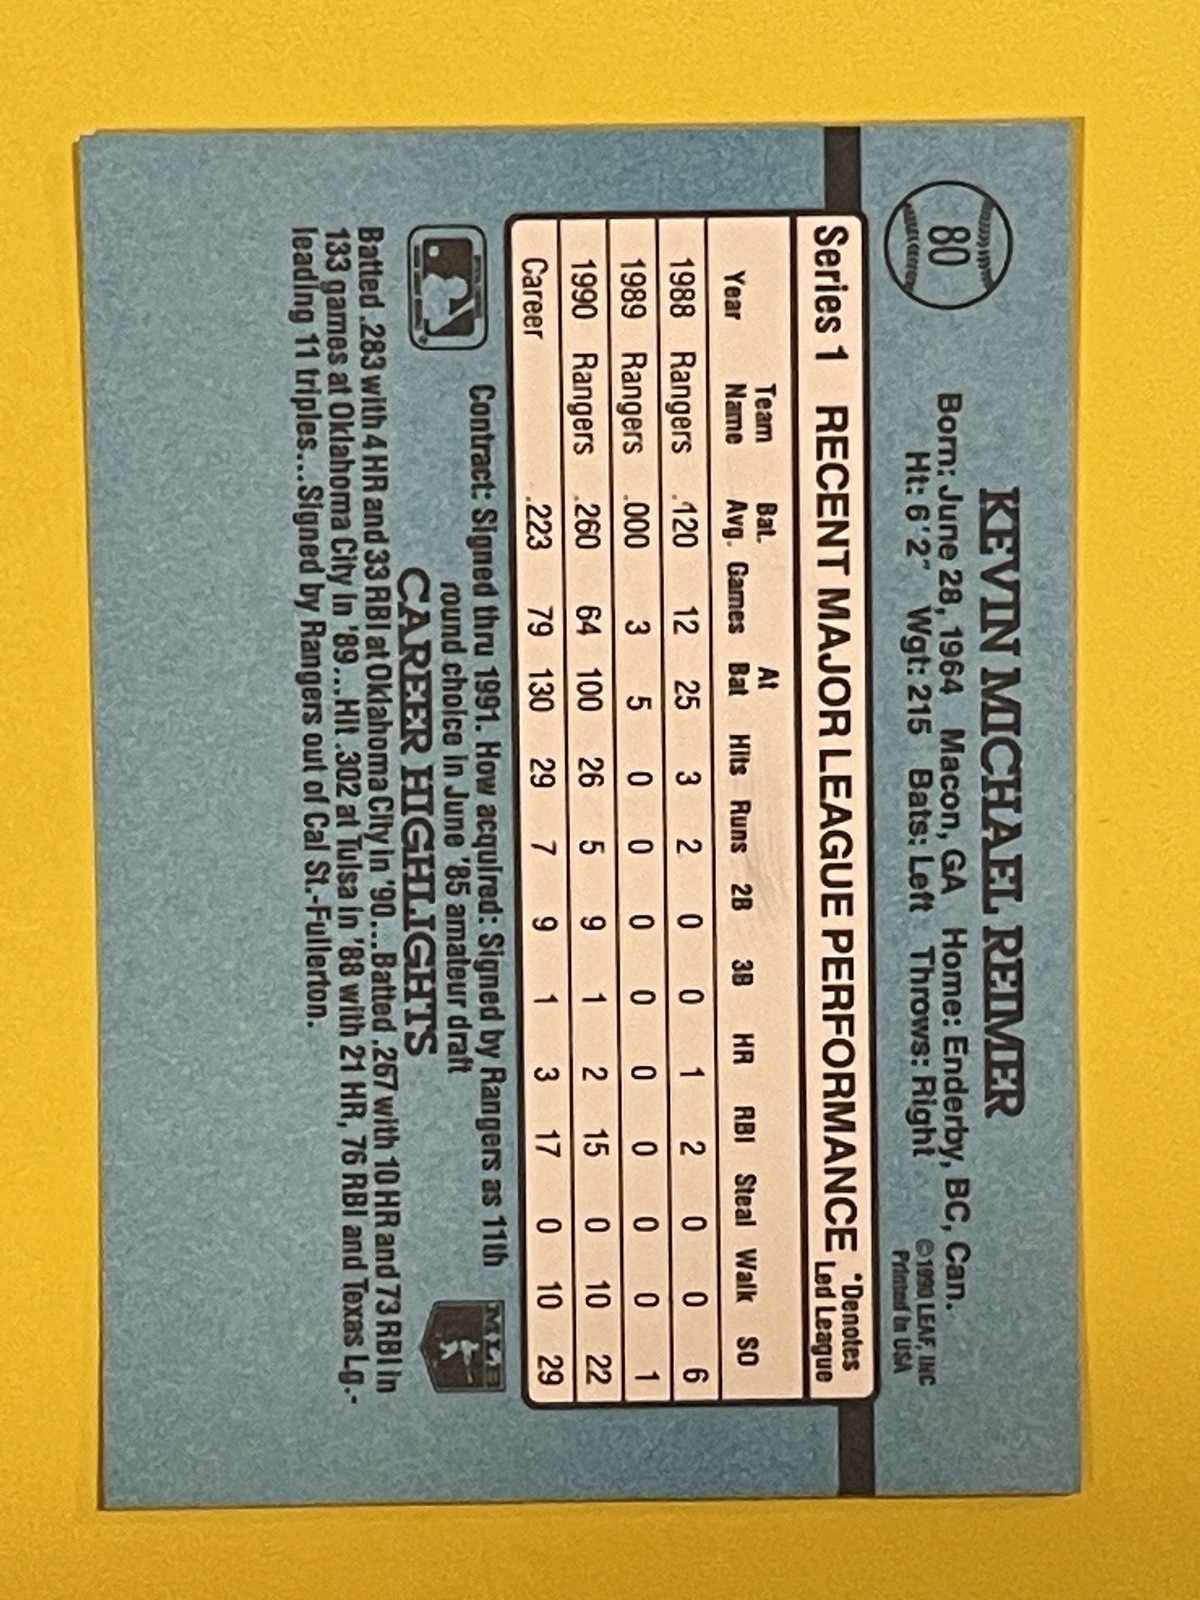 80
KEVIN MICHAEL REIMER
Born: June 28, 1964 Macon, GA Home: Enderby, BC, Can.
Ht: 6'2" Wgt: 215 Bats: Left Throws: Right
©1990 LEAF, INC
Printed in USA
Series 1 RECENT MAJOR LEAGUE PERFORMANCE *Denotes Led League
Year Team Name Bat. Avg. Games At Bat Hits Runs 2B 3B HR RBI Steal Walk SO
1988 Rangers .120 12 25 3 2 0 0 1 2 0 0 6
1989 Rangers .000 3 5 0 0 0 0 0 0 0 0 1
1990 Rangers .260 64 100 26 5 9 1 2 15 0 10 22
Career .223 79 130 29 7 9 1 3 17 0 10 29
Contract: Signed thru 1991. How acquired: Signed by Rangers as 11th
round choice in June '85 amateur draft
MLB
CAREER HIGHLIGHTS
Batted .283 with 4 HR and 33 RBI at Oklahoma City in '90...Batted .267 with 10 HR and 73 RBI in
133 games at Oklahoma City in '89...Hit .302 at Tulsa in '88 with 21 HR, 76 RBI and Texas Lg.-
leading 11 triples...Signed by Rangers out of Cal St.-Fullerton.